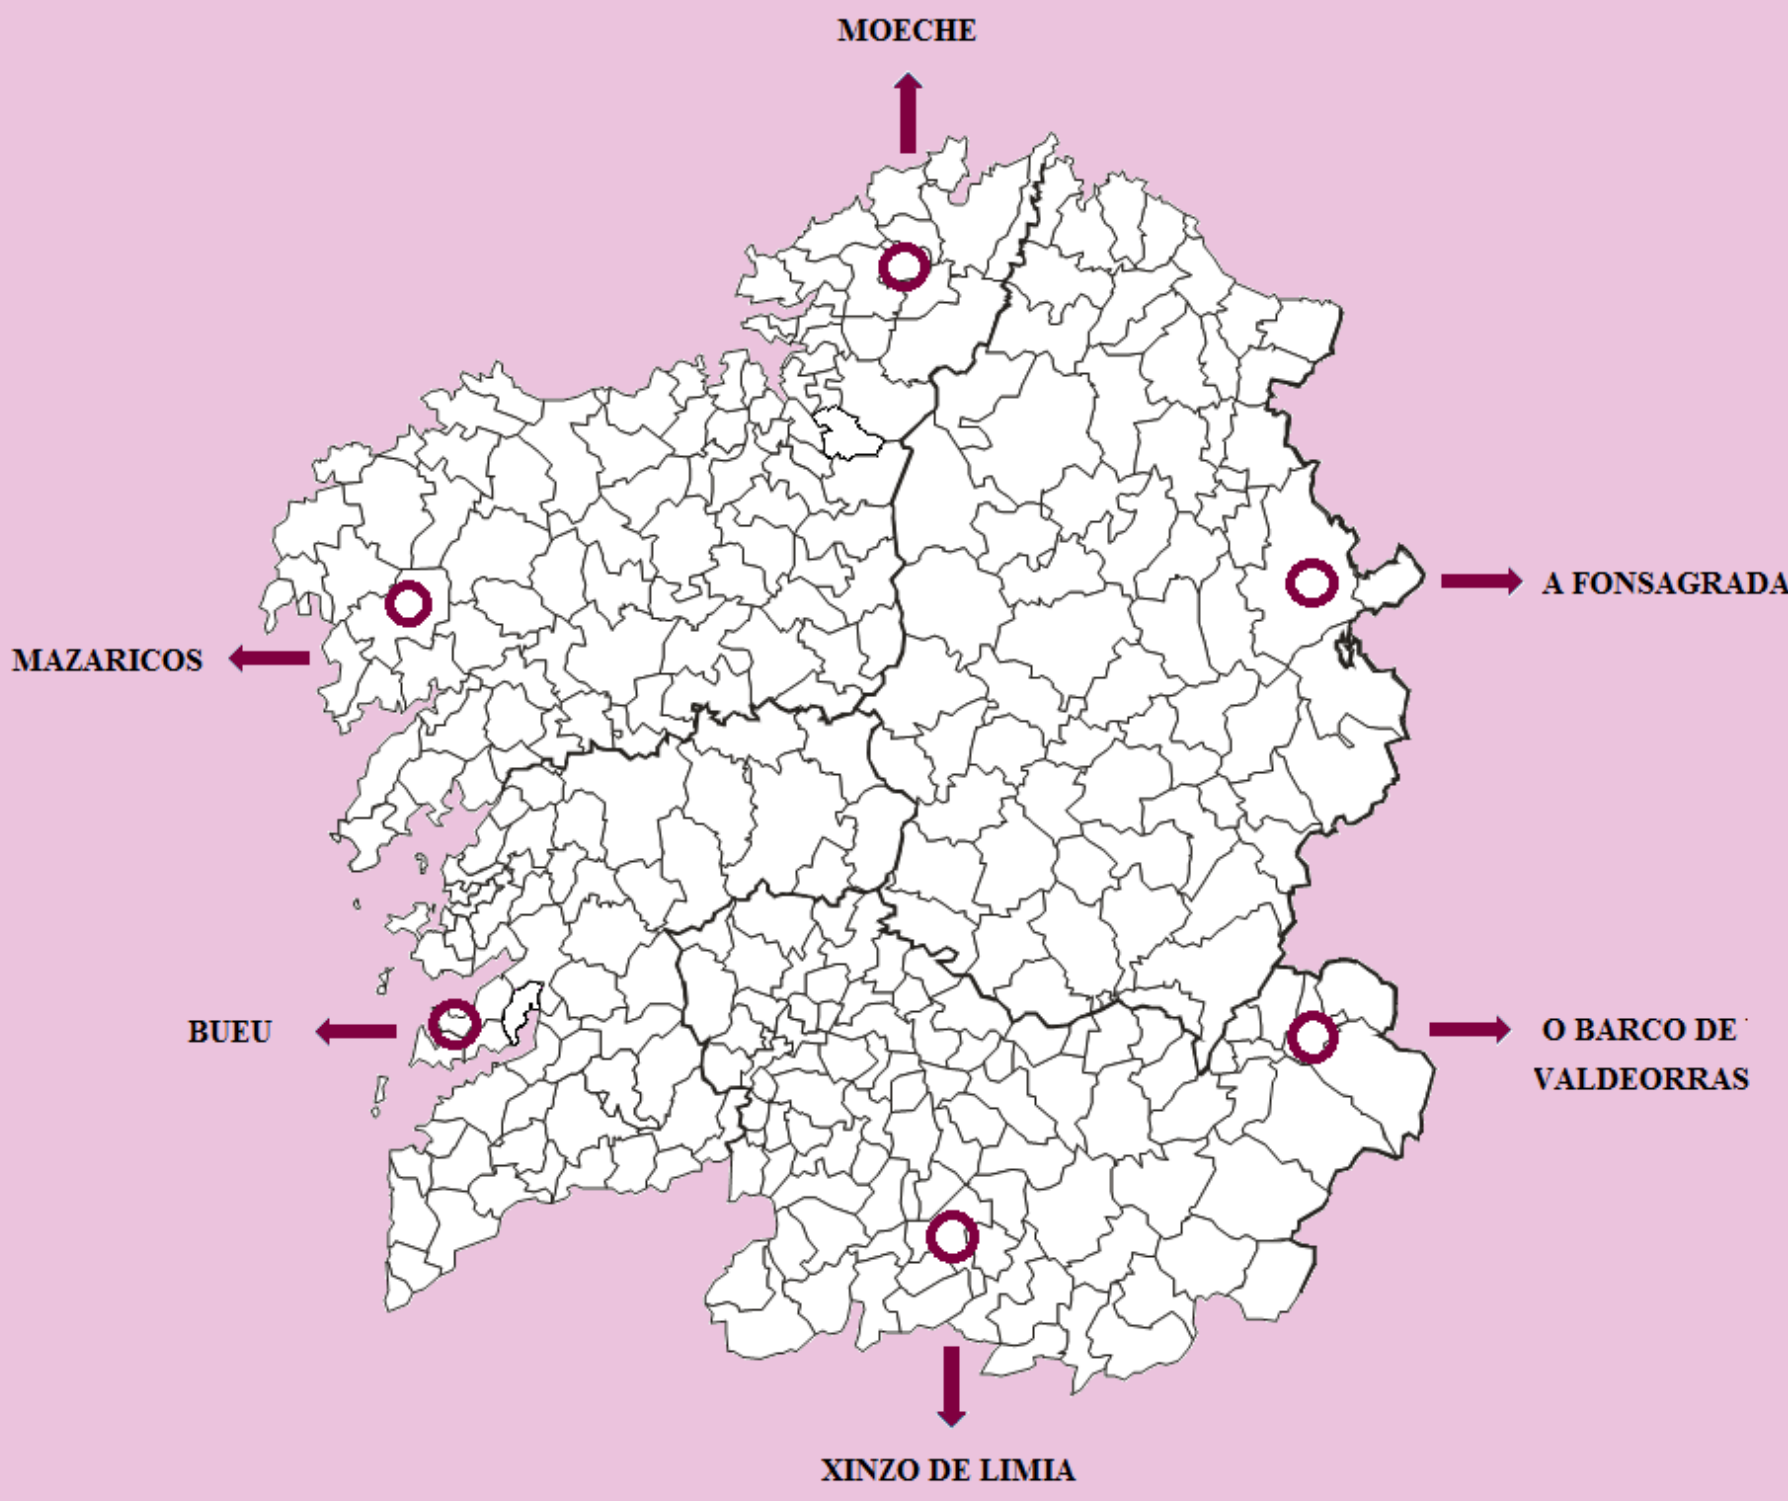 MOECHE
A FONSAGRADA
MAZARICOS
BUEU
O BARCO DE
VALDEORRAS
XINZO DE LIMIA